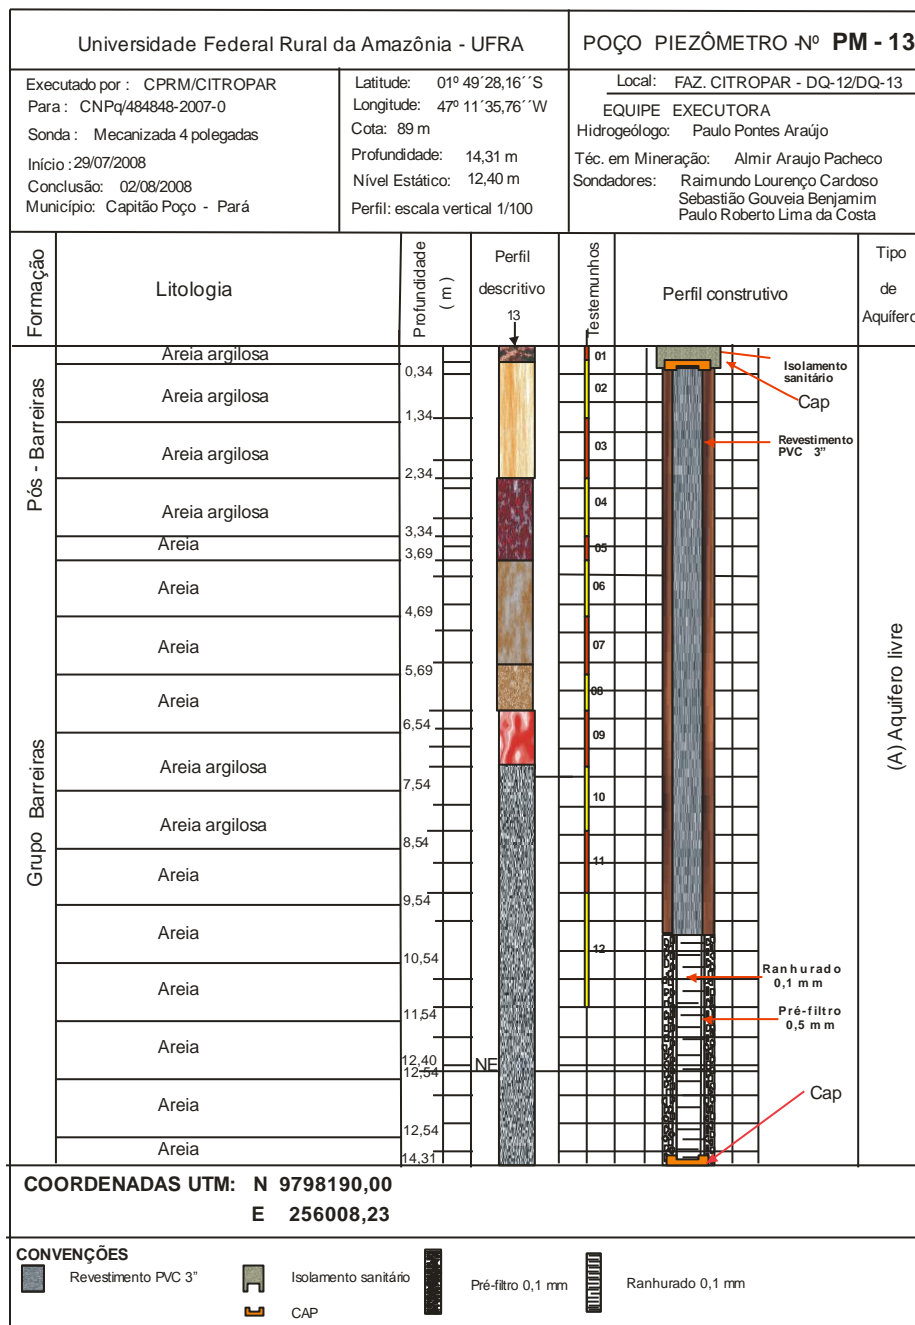 Universidade Federal Rural da Amazônia - UFRA
POÇO PIEZÔMETRO -Nº PM - 13
Executado por : CPRM/CITROPAR
Para : CNPq/484848-2007-0
Sonda : Mecanizada 4 polegadas
Início : 29/07/2008
Conclusão: 02/08/2008
Município: Capitão Poço - Pará
Latitude: 01º 49´28,16´´S
Longitude: 47º 11´35,76´´W
Cota: 89 m
Profundidade: 14,31 m
Nível Estático: 12,40 m
Perfil: escala vertical 1/100
Local: FAZ. CITROPAR - DQ-12/DQ-13
EQUIPE EXECUTORA
Hidrogeólogo: Paulo Pontes Araújo
Téc. em Mineração: Almir Araujo Pacheco
Sondadores: Raimundo Lourenço Cardoso
Sebastião Gouveia Benjamim
Paulo Roberto Lima da Costa
Formação
Litologia
Profundidade
( m )
Perfil
descritivo
13
Testemunhos
Perfil construtivo
Tipo
de
Aquífero
Pós - Barreiras
Grupo Barreiras
Areia argilosa
Areia argilosa
Areia argilosa
Areia argilosa
Areia
Areia
Areia
Areia
Areia argilosa
Areia argilosa
Areia
Areia
Areia
Areia
Areia
Areia
0,34
1,34
2,34
3,34
3,69
4,69
5,69
6,54
7,54
8,54
9,54
10,54
11,54
12,40
12,54
12,54
14,31
NE
01
02
03
04
05
06
07
08
09
10
11
12
Isolamento
sanitário
Cap
Revestimento
PVC 3”
Ranhurado
0,1 mm
Pré-filtro
0,5 mm
Cap
(A) Aquífero livre
COORDENADAS UTM: N 9798190,00
E 256008,23
CONVENÇÕES
Revestimento PVC 3”
Isolamento sanitário
CAP
Pré-filtro 0,1 mm
Ranhurado 0,1 mm